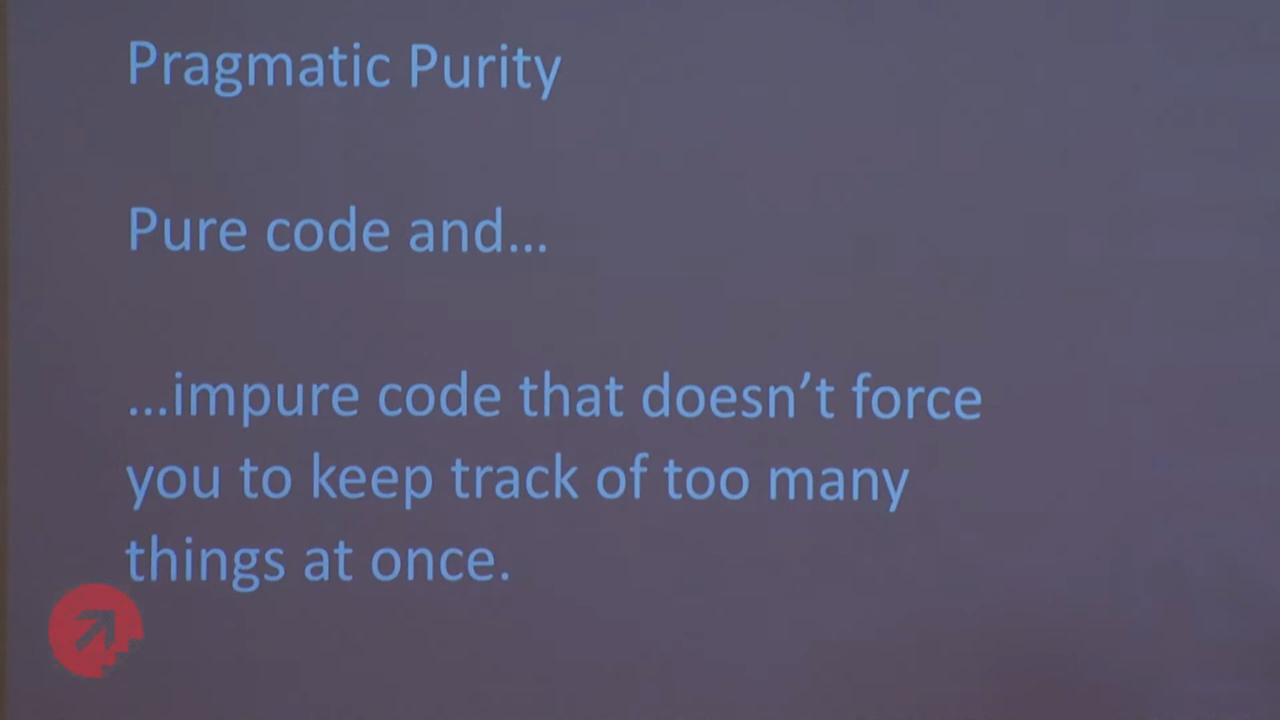 Pragmatic Purity
Pure code and...
...impure code that doesn’t force
you to keep track of too many
things at once.